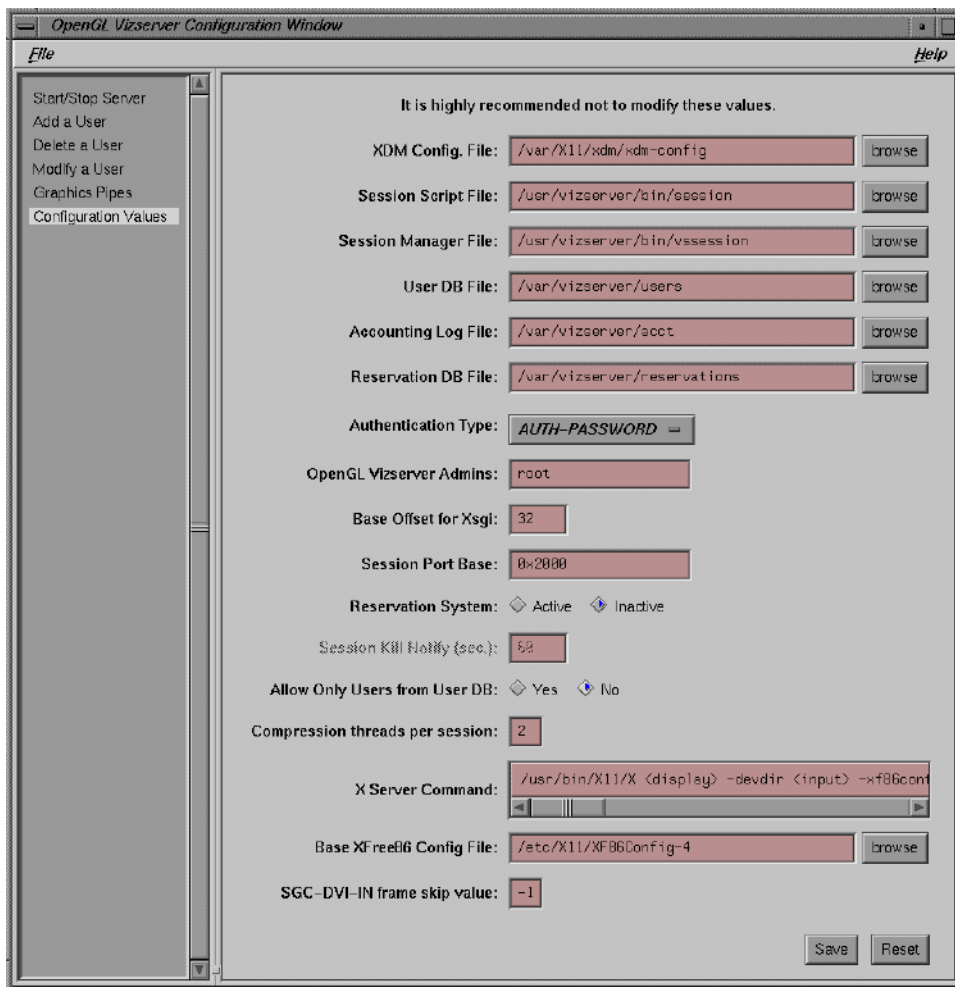 OpenGL Vizserver Configuration Window
File Help
Start/Stop Server
Add a User
Delete a User
Modify a User
Graphics Pipes
Configuration Values
It is highly recommended not to modify these values.
XDM Config. File: /var/X11/xdm/xdm-config browse
Session Script File: /usr/vizserver/bin/session browse
Session Manager File: /usr/vizserver/bin/vssession browse
User DB File: /var/vizserver/users browse
Accounting Log File: /var/vizserver/acct browse
Reservation DB File: /var/vizserver/reservations browse
Authentication Type: AUTH-PASSWORD
OpenGL Vizserver Admins: root
Base Offset for Xsgi: 32
Session Port Base: 0x2000
Reservation System: Active Inactive
Session Kill Notify (sec.): 60
Allow Only Users from User DB: Yes No
Compression threads per session: 2
X Server Command: /usr/bin/X11/X <display> -devdir <input> -xf86conf
Base XFree86 Config File: /etc/X11/XF86Config-4 browse
SGC-DVI-IN frame skip value: -1
Save Reset